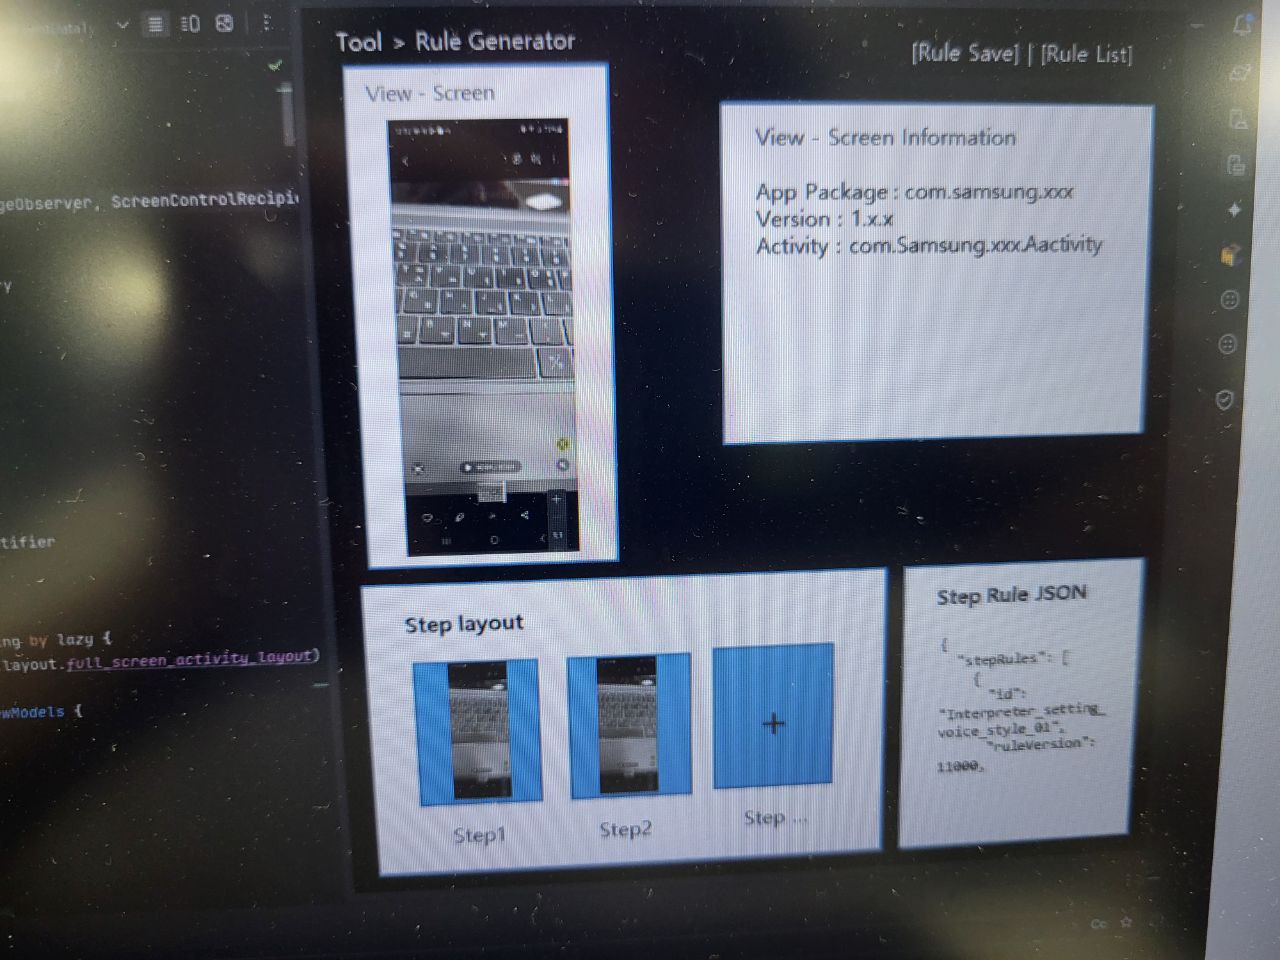 Tool > Rule Generator
[Rule Save] | [Rule List]
View - Screen
View - Screen Information
App Package : com.samsung.xxx
Version : 1.x.x
Activity : com.Samsung.xxx.Aactivity
geObserver, ScreenControlRecipi
ry
tifier
ng by lazy {
layout.full_screen_activity_layout)
wModels {
Step layout
Step1
Step2
+
Step ...
Step Rule JSON
{
"stepRules": [
{
"id":
"Interpreter_setting_
voice_style_01",
"ruleVersion":
11000,
Cc